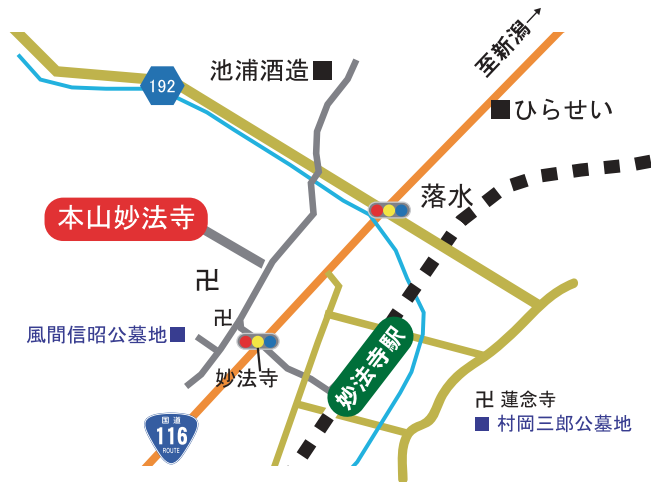 至新潟
池浦酒造
192
ひらせい
落水
本山妙法寺
卍
卍
風間信昭公墓地
妙法寺
妙法寺駅
卍 蓮念寺
村岡三郎公墓地
国道
116
ROUTE